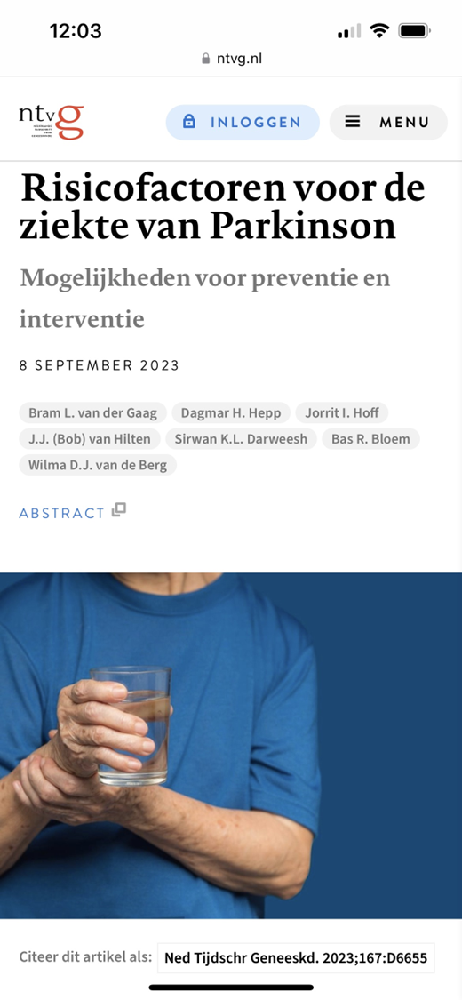 12:03
ntvg.nl
ntvg
INLOGGEN
MENU
Risicofactoren voor de
ziekte van Parkinson
Mogelijkheden voor preventie en
interventie
8 SEPTEMBER 2023
Bram L. van der Gaag
Dagmar H. Hepp
Jorrit I. Hoff
J.J. (Bob) van Hilten
Sirwan K.L. Darweesh
Bas R. Bloem
Wilma D.J. van de Berg
ABSTRACT
Citeer dit artikel als: Ned Tijdschr Geneeskd. 2023;167:D6655